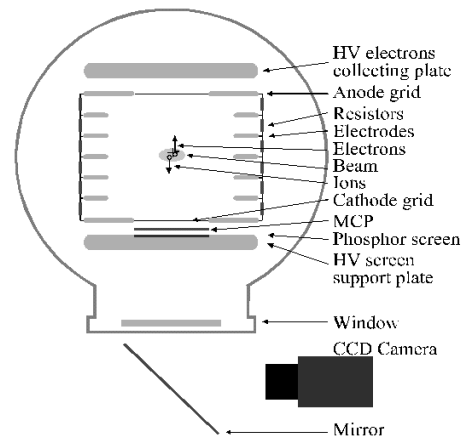 HV electrons
collecting plate
Anode grid
Resistors
Electrodes
Electrons
Beam
Ions
Cathode grid
MCP
Phosphor screen
HV screen
support plate
Window
CCD Camera
Mirror